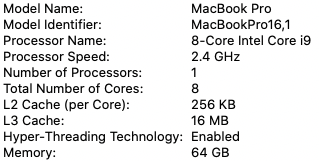 Model Name: MacBook Pro
Model Identifier: MacBookPro16,1
Processor Name: 8-Core Intel Core i9
Processor Speed: 2.4 GHz
Number of Processors: 1
Total Number of Cores: 8
L2 Cache (per Core): 256 KB
L3 Cache: 16 MB
Hyper-Threading Technology: Enabled
Memory: 64 GB